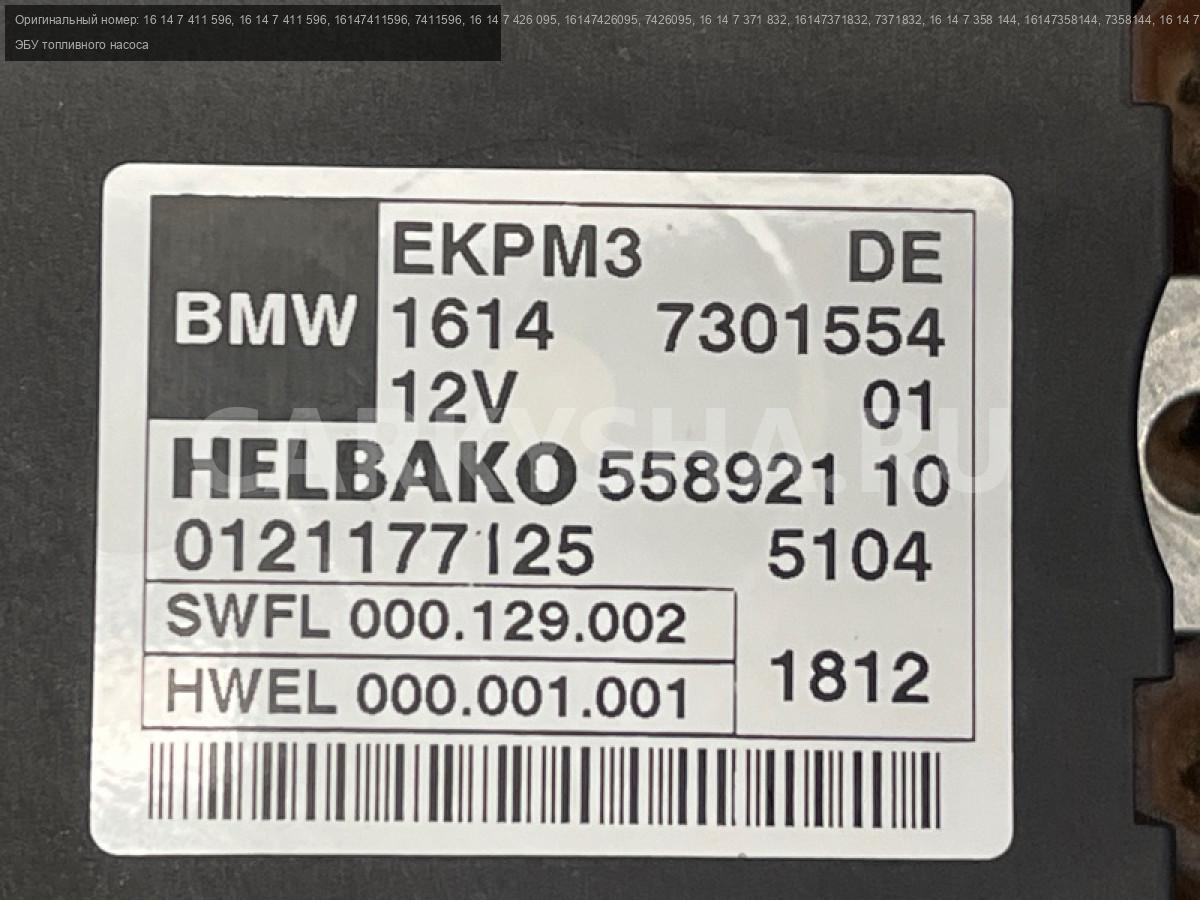 Оригинальный номер: 16 14 7 411 596, 16 14 7 411 596, 16147411596, 7411596, 16 14 7 426 095, 16147426095, 7426095, 16 14 7 371 832, 16147371832, 7371832, 16 14 7 358 144, 16147358144, 7358144, 16 14 7
ЭБУ топливного насоса
EKPM3 DE
BMW 1614 7301554
12V 01
CARKYSHA.RU
HELBAKO 558921 10
0121177125 5104
SWFL 000.129.002
HWEL 000.001.001 1812